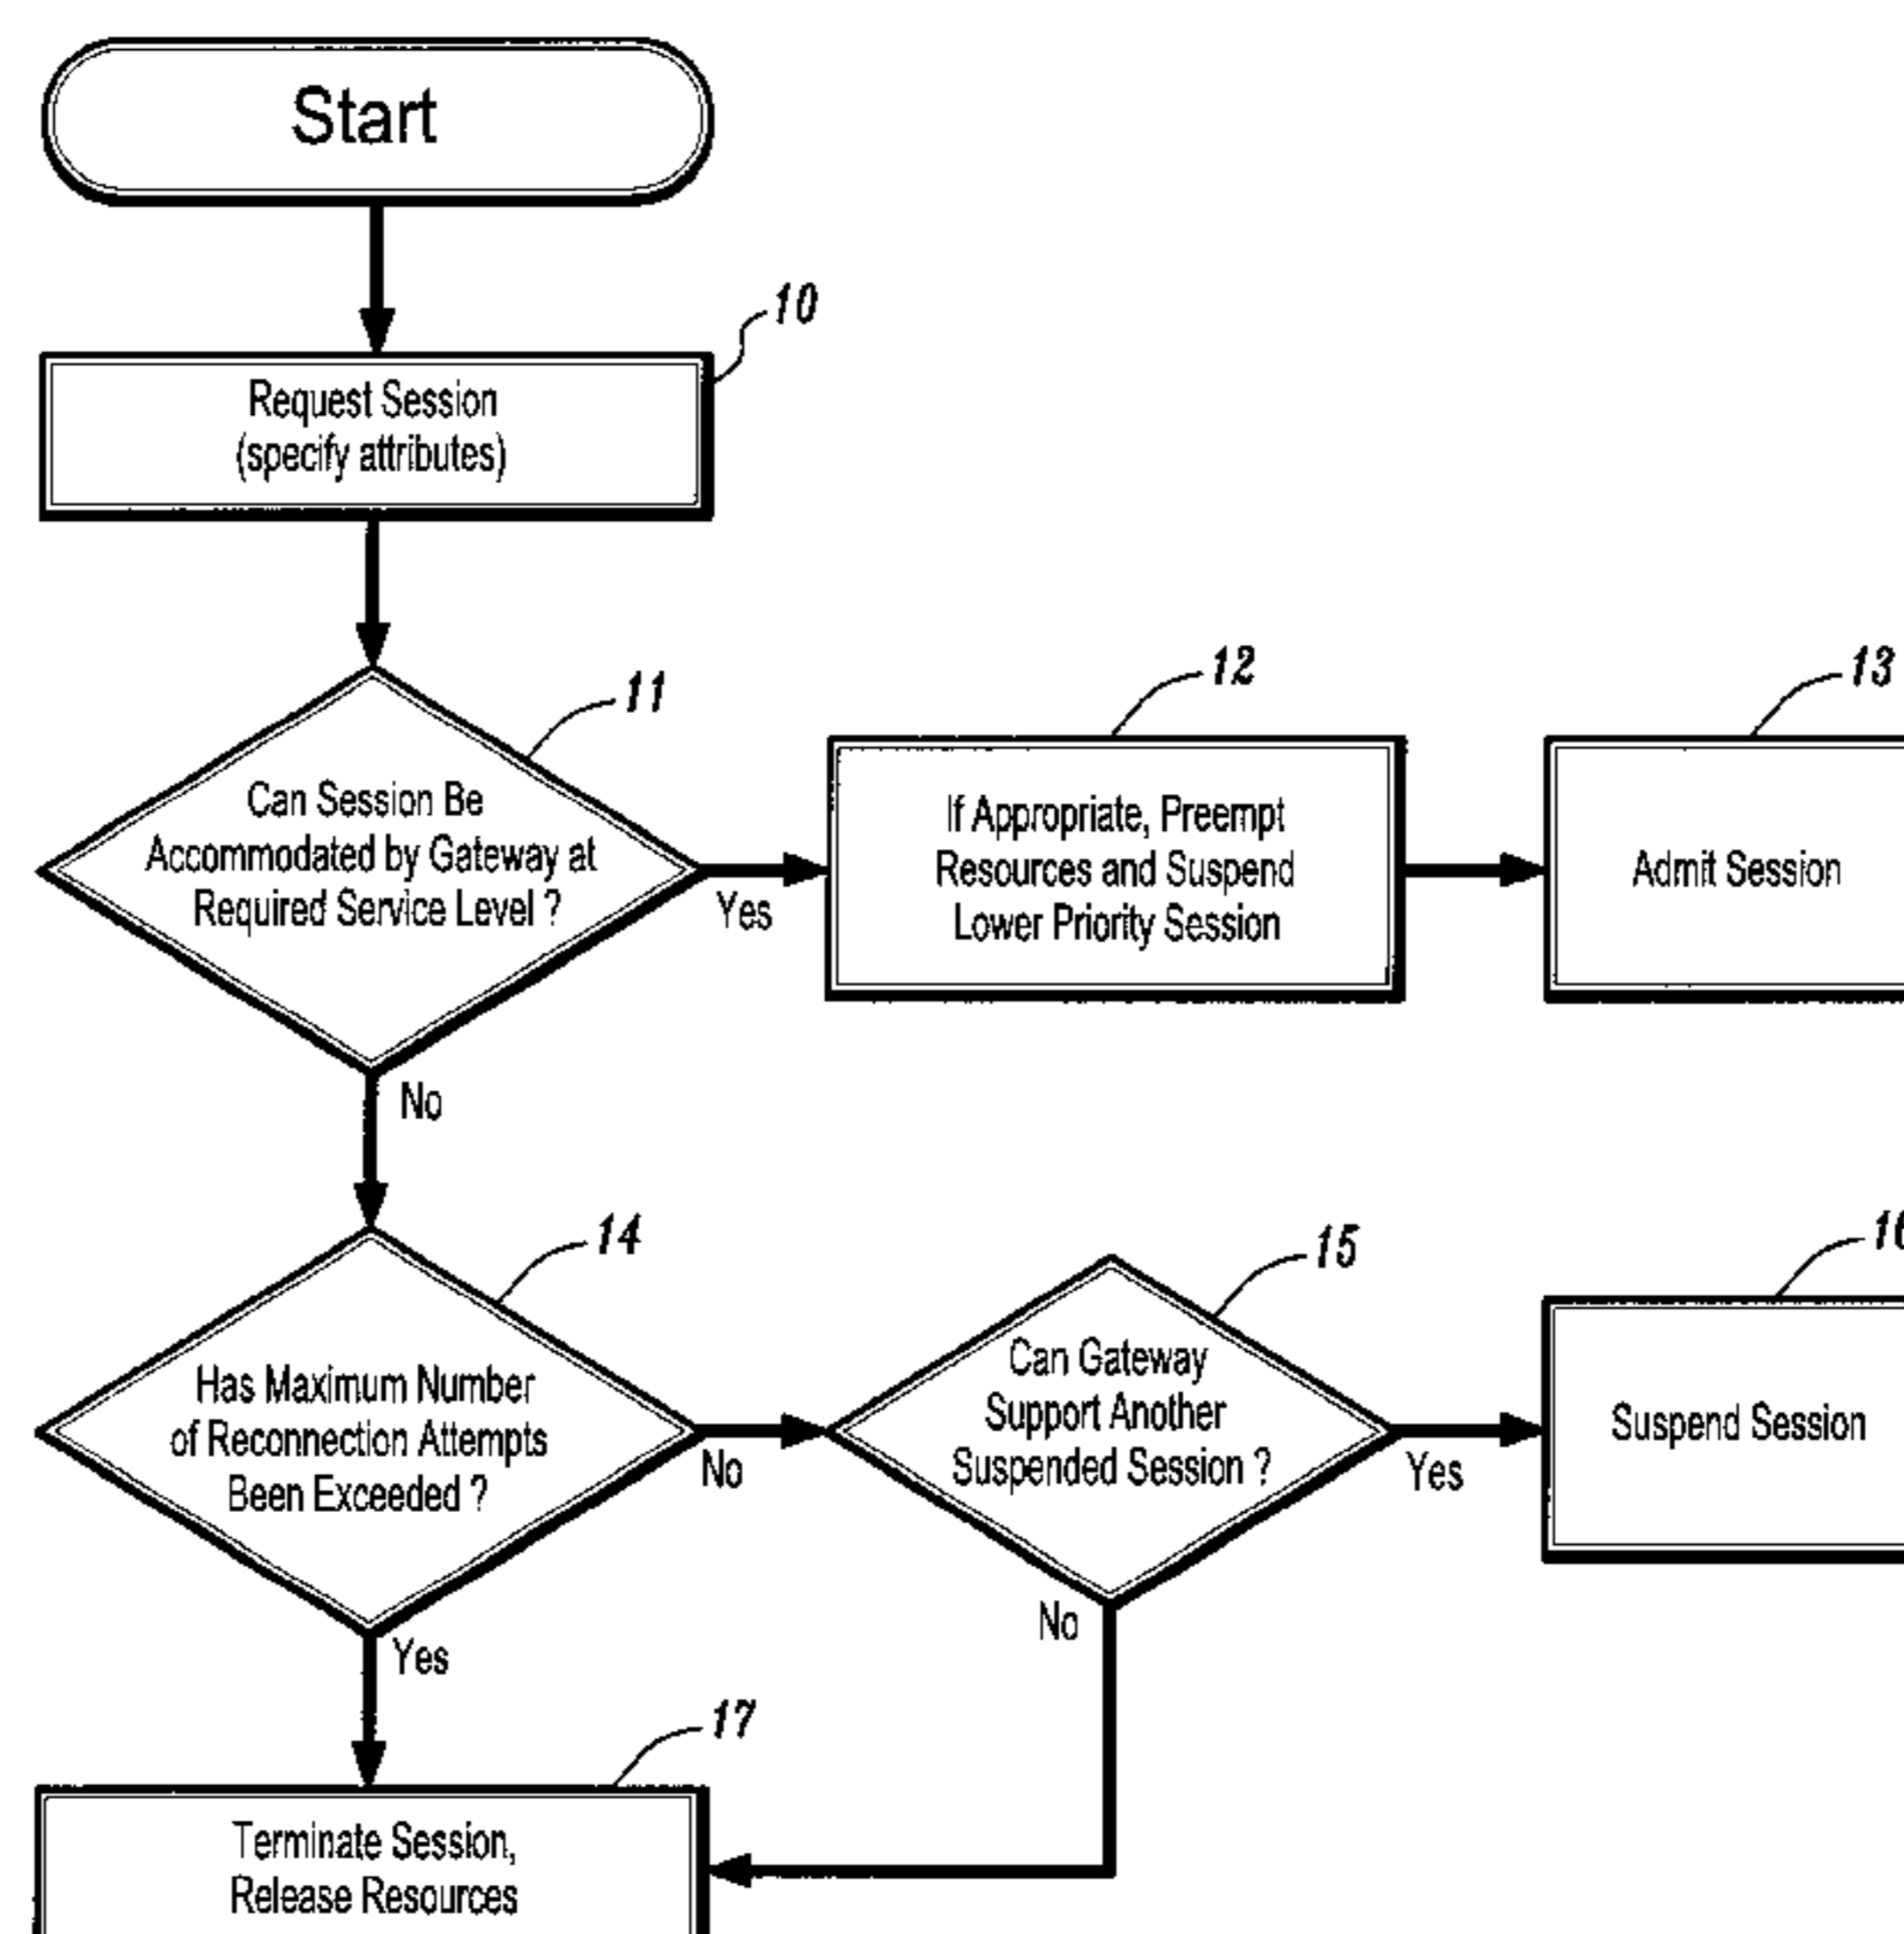 Start
10
Request Session
(specify attributes)
11
Can Session Be
Accommodated by Gateway at
Required Service Level ?
Yes
12
If Appropriate, Preempt
Resources and Suspend
Lower Priority Session
13
Admit Session
No
14
Has Maximum Number
of Reconnection Attempts
Been Exceeded ?
No
15
Can Gateway
Support Another
Suspended Session ?
Yes
16
Suspend Session
No
Yes
17
Terminate Session,
Release Resources